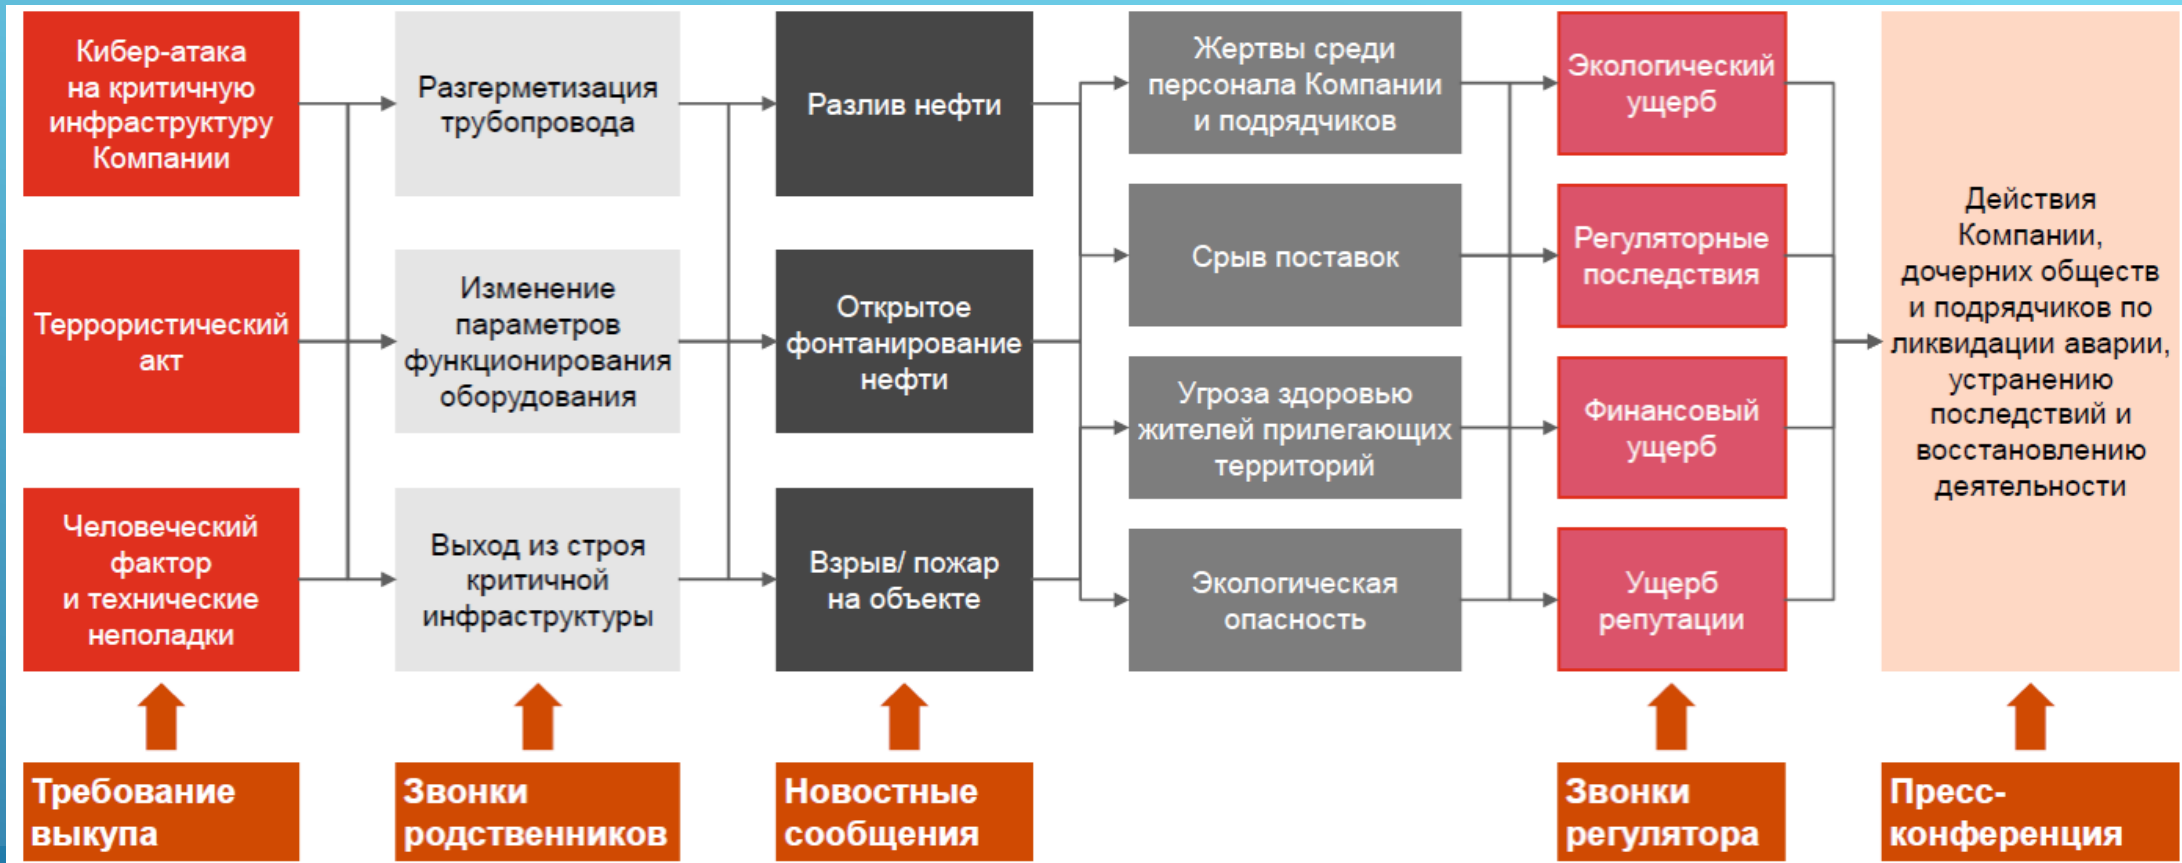 Кибер-атака
на критичную
инфраструктуру
Компании
Террористический
акт
Человеческий
фактор
и технические
неполадки
Разгерметизация
трубопровода
Изменение
параметров
функционирования
оборудования
Выход из строя
критичной
инфраструктуры
Разлив нефти
Открытое
фонтанирование
нефти
Взрыв/ пожар
на объекте
Жертвы среди
персонала Компании
и подрядчиков
Срыв поставок
Угроза здоровью
жителей прилегающих
территорий
Экологическая
опасность
Экологический
ущерб
Регуляторные
последствия
Финансовый
ущерб
Ущерб
репутации
Действия
Компании,
дочерних обществ
и подрядчиков по
ликвидации аварии,
устранению
последствий и
восстановлению
деятельности
Требование
выкупа
Звонки
родственников
Новостные
сообщения
Звонки
регулятора
Пресс-
конференция